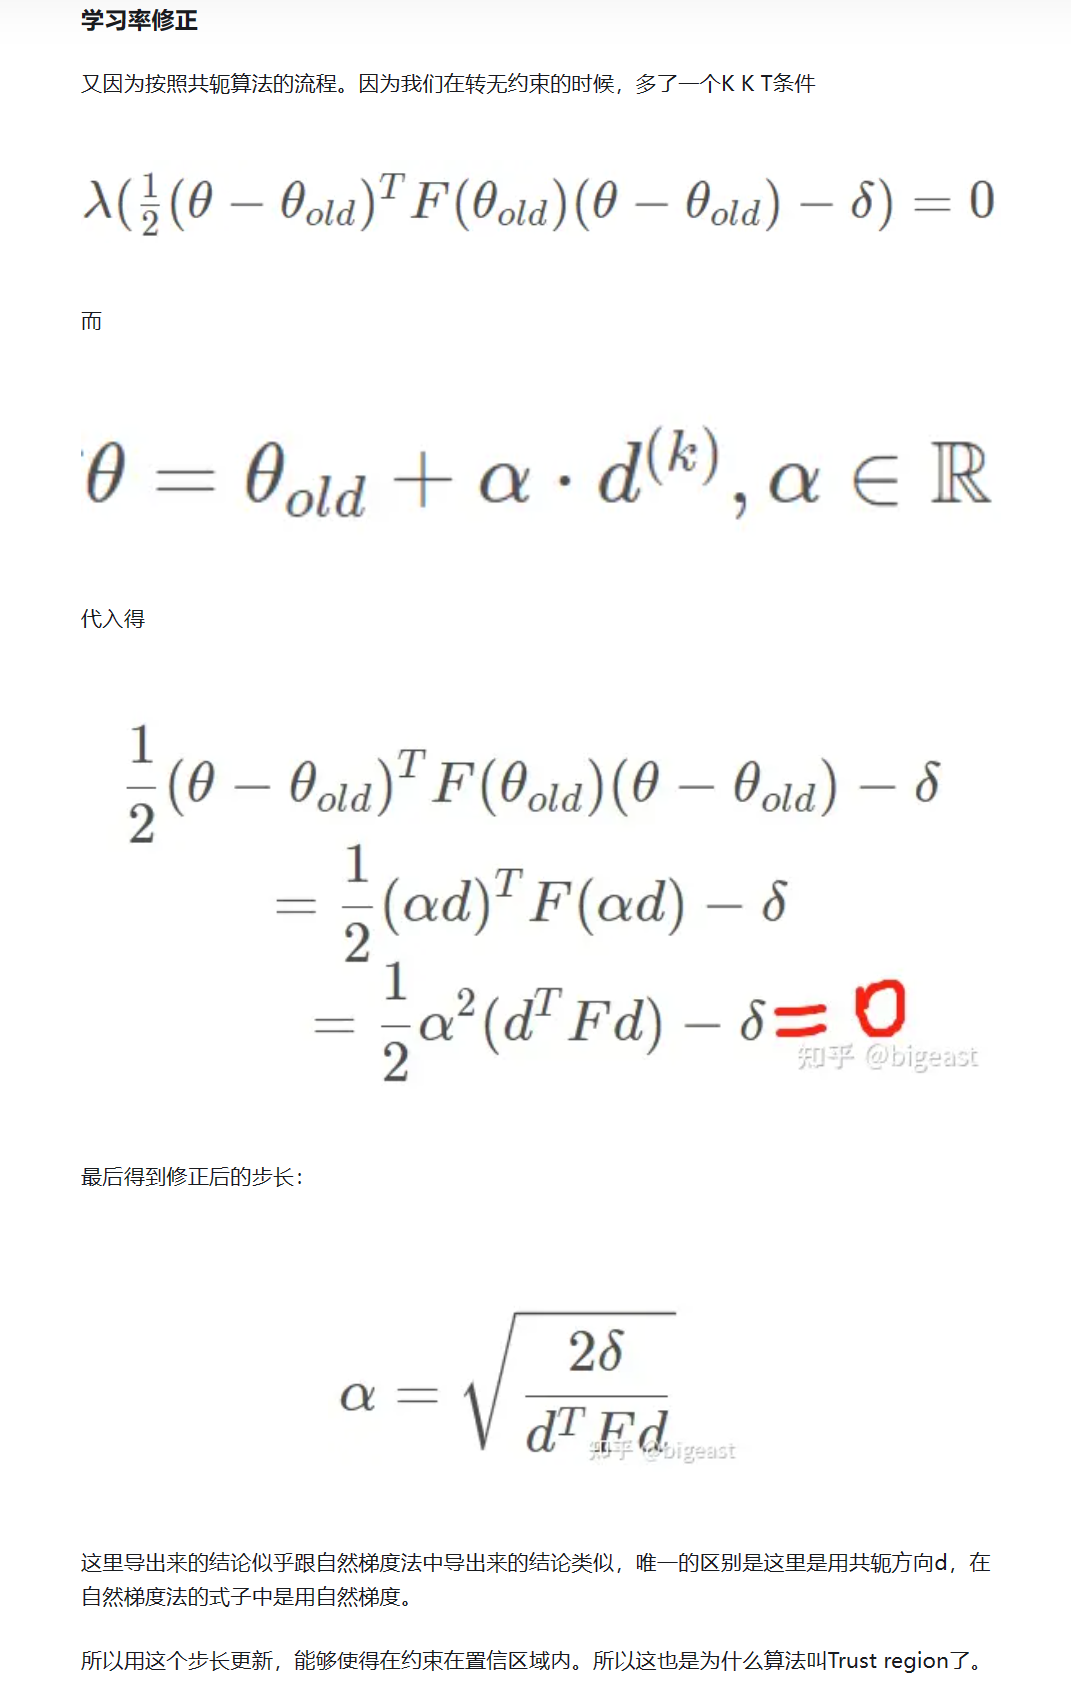 学习率修正
又因为按照共轭算法的流程。因为我们在转无约束的时候，多了一个K K T条件
λ(½(θ − θ_old)^T F(θ_old)(θ − θ_old) − δ) = 0
而
θ = θ_old + α · d^(k), α ∈ ℝ
代入得
1/2 (θ − θ_old)^T F(θ_old)(θ − θ_old) − δ
= 1/2 (αd)^T F(αd) − δ
= 1/2 α²(d^T Fd) − δ = 0
知乎 @bigeast
最后得到修正后的步长：
α = √(2δ / d^T Fd)
知乎 @bigeast
这里导出来的结论似乎跟自然梯度法中导出来的结论类似，唯一的区别是这里是用共轭方向d，在
自然梯度法的式子中是用自然梯度。
所以用这个步长更新，能够使得在约束在置信区域内。所以这也是为什么算法叫Trust region了。